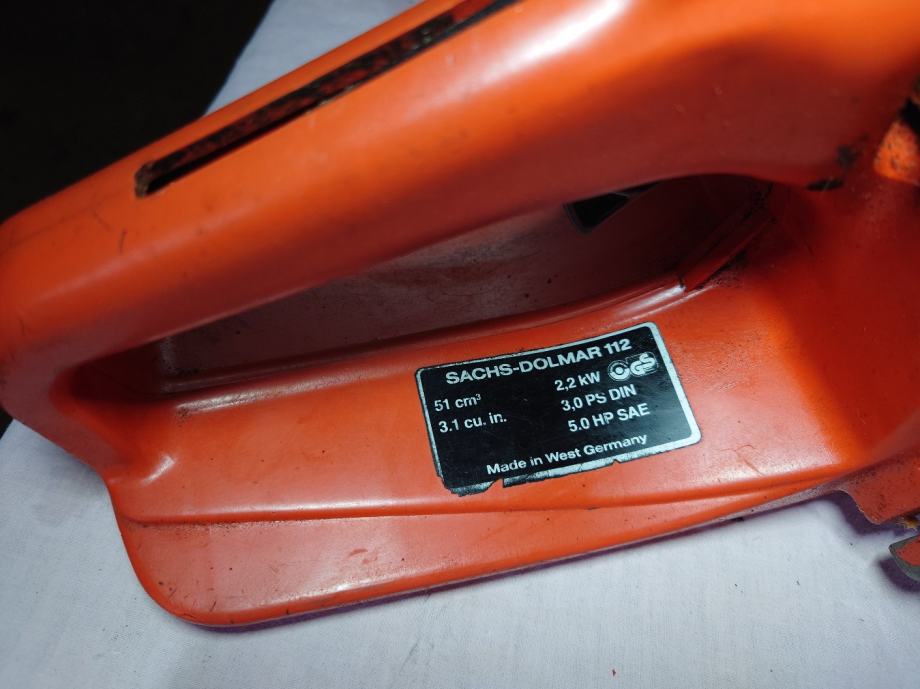 SACHS-DOLMAR 112
51 cm³ 2,2 kW GS
3.1 cu. in. 3,0 PS DIN
5.0 HP SAE
Made in West Germany